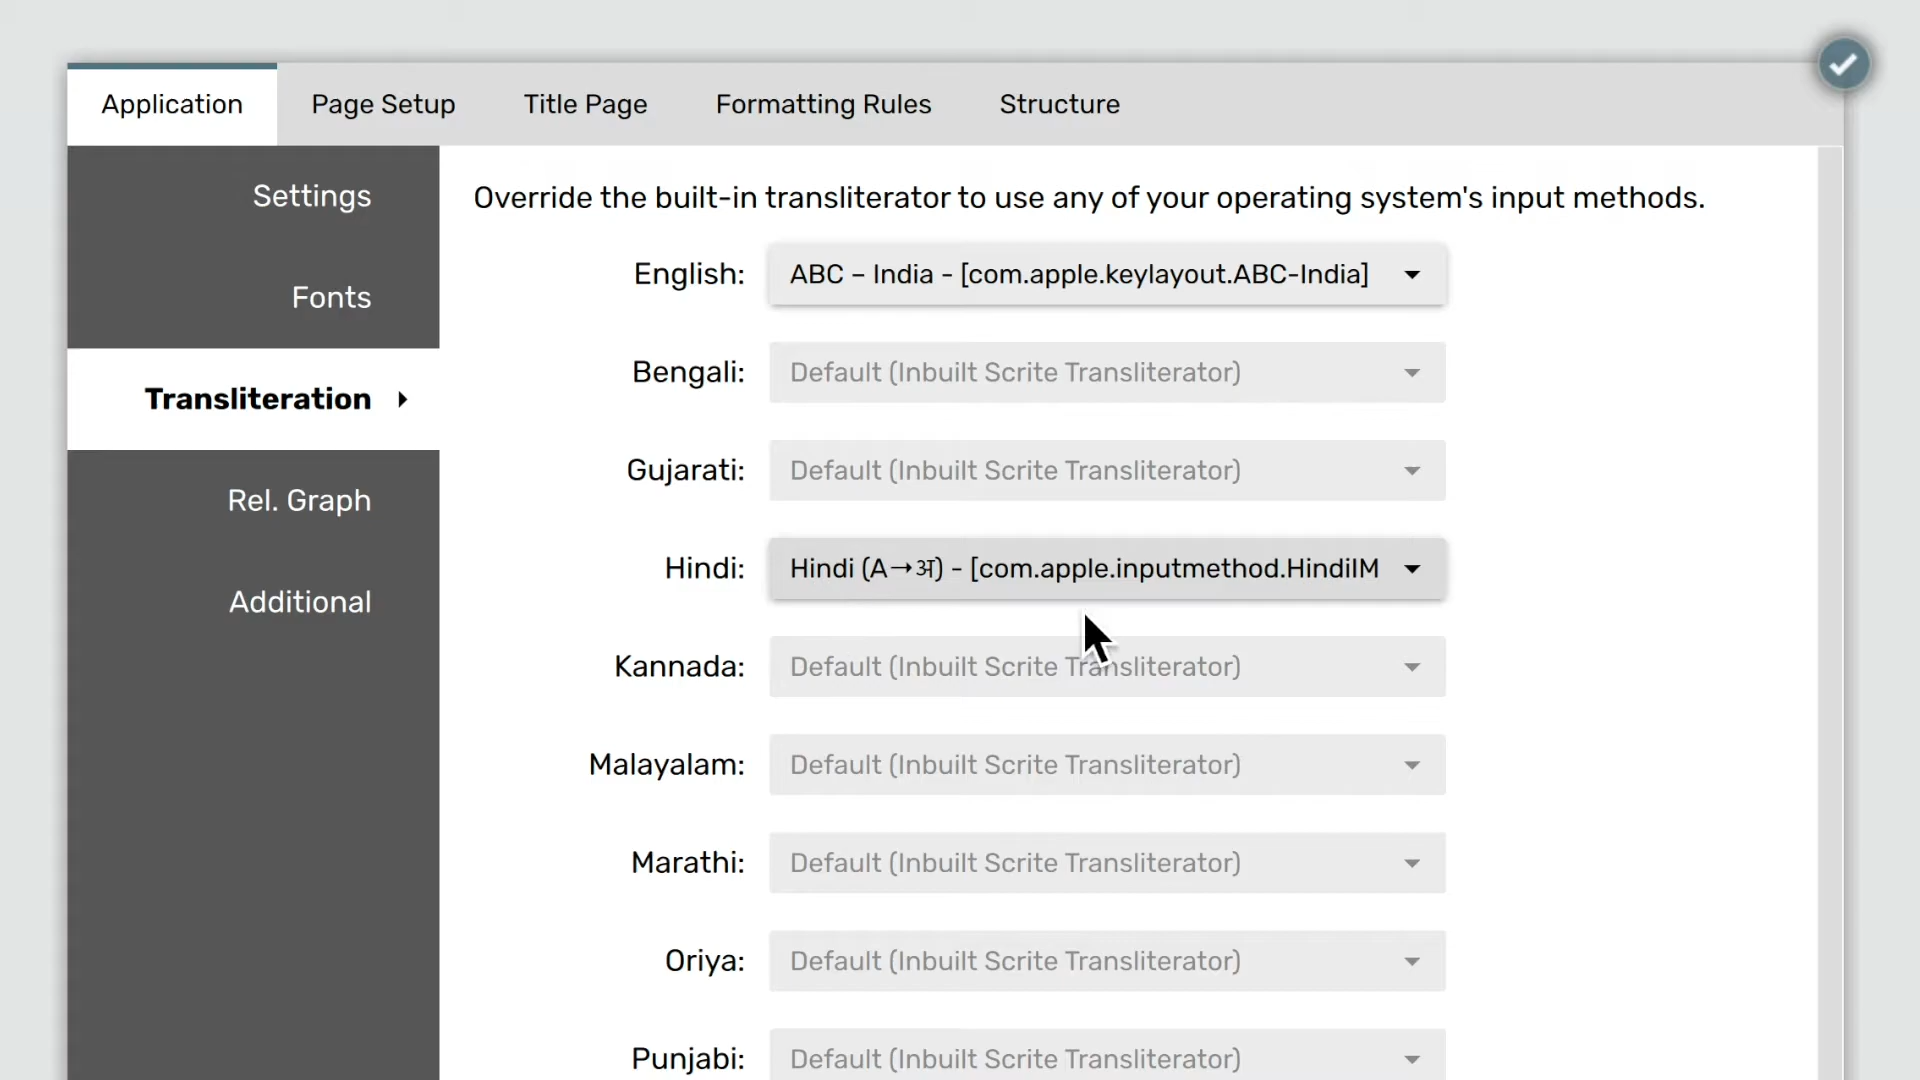 Application Page Setup Title Page Formatting Rules Structure
Settings
Fonts
Transliteration
Rel. Graph
Additional
Override the built-in transliterator to use any of your operating system's input methods.
English: ABC – India - [com.apple.keylayout.ABC-India]
Bengali: Default (Inbuilt Scrite Transliterator)
Gujarati: Default (Inbuilt Scrite Transliterator)
Hindi: Hindi (A→अ) - [com.apple.inputmethod.HindiIM
Kannada: Default (Inbuilt Scrite Transliterator)
Malayalam: Default (Inbuilt Scrite Transliterator)
Marathi: Default (Inbuilt Scrite Transliterator)
Oriya: Default (Inbuilt Scrite Transliterator)
Punjabi: Default (Inbuilt Scrite Transliterator)